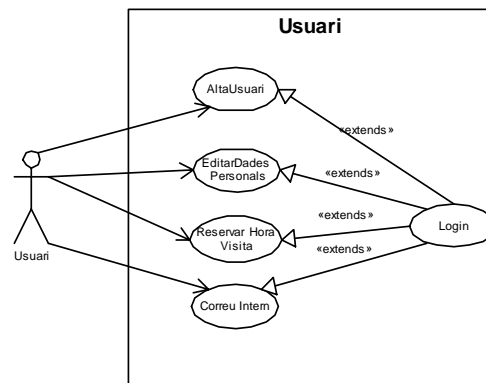 Usuari
AltaUsuari
«extends»
EditarDades
Personals
«extends»
«extends»
Reservar Hora
Visita
Login
«extends»
Usuari
Correu Intern